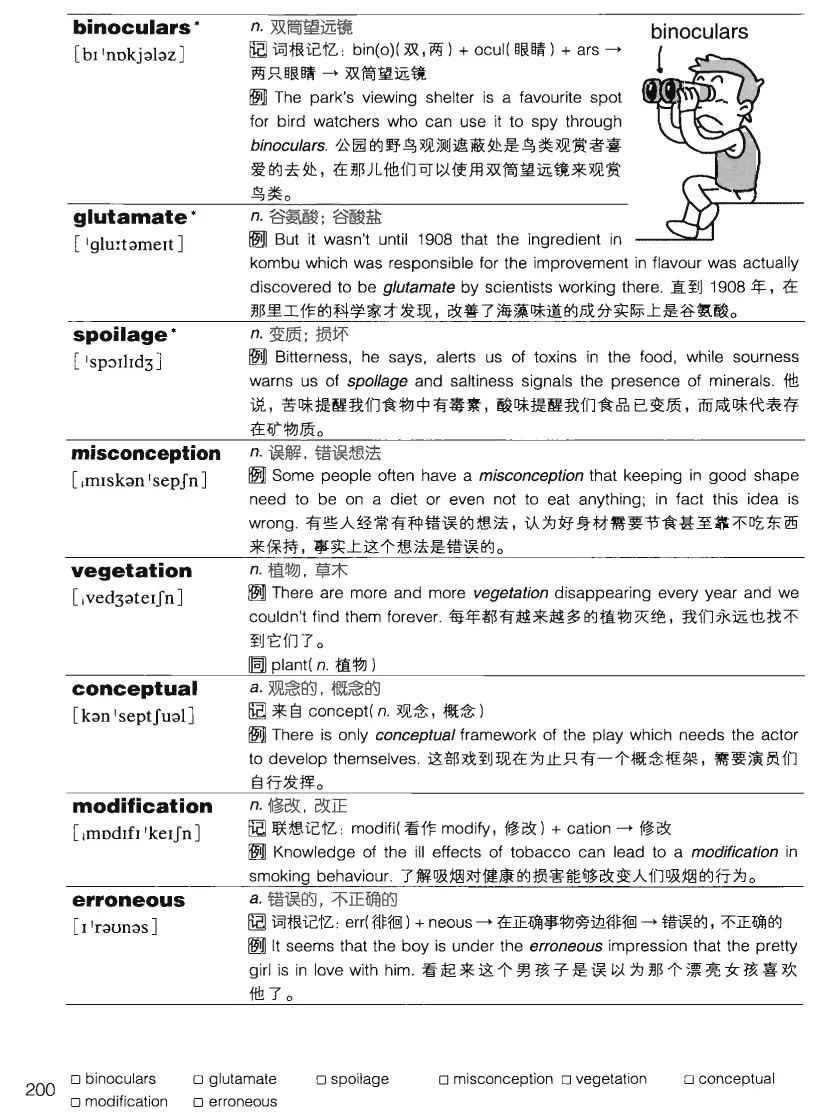 binoculars*
[bɪˈnɒkjələz]
n. 双筒望远镜
记 词根记忆: bin(o)(双,两) + ocul(眼睛) + ars →
两只眼睛 → 双筒望远镜
例 The park's viewing shelter is a favourite spot
for bird watchers who can use it to spy through
binoculars. 公园的野鸟观测遮蔽处是鸟类观赏者喜
爱的去处，在那儿他们可以使用双筒望远镜来观赏
鸟类。
binoculars
glutamate*
[ˈgluːtəmeɪt]
n. 谷氨酸; 谷酸盐
例 But it wasn't until 1908 that the ingredient in
kombu which was responsible for the improvement in flavour was actually
discovered to be glutamate by scientists working there. 直到 1908 年，在
那里工作的科学家才发现，改善了海藻味道的成分实际上是谷氨酸。
spoilage*
[ˈspɔɪlɪdʒ]
n. 变质; 损坏
例 Bitterness, he says, alerts us of toxins in the food, while sourness
warns us of spoilage and saltiness signals the presence of minerals. 他
说，苦味提醒我们食物中有毒素，酸味提醒我们食品已变质，而咸味代表存
在矿物质。
misconception
[ˌmɪskənˈsepʃn]
n. 误解, 错误想法
例 Some people often have a misconception that keeping in good shape
need to be on a diet or even not to eat anything; in fact this idea is
wrong. 有些人经常有种错误的想法，认为好身材需要节食甚至靠不吃东西
来保持，事实上这个想法是错误的。
vegetation
[ˌvedʒəteɪʃn]
n. 植物, 草木
例 There are more and more vegetation disappearing every year and we
couldn't find them forever. 每年都有越来越多的植物灭绝，我们永远也找不
到它们了。
同 plant(n. 植物)
conceptual
[kənˈseptʃuəl]
a. 观念的, 概念的
记 来自 concept(n. 观念，概念)
例 There is only conceptual framework of the play which needs the actor
to develop themselves. 这部戏到现在为止只有一个概念框架，需要演员们
自行发挥。
modification
[ˌmɒdɪfɪˈkeɪʃn]
n. 修改, 改正
记 联想记忆: modifi(看作 modify，修改) + cation → 修改
例 Knowledge of the ill effects of tobacco can lead to a modification in
smoking behaviour. 了解吸烟对健康的损害能够改变人们吸烟的行为。
erroneous
[ɪˈrəʊnəs]
a. 错误的, 不正确的
记 词根记忆: err(徘徊) + neous → 在正确事物旁边徘徊 → 错误的，不正确的
例 It seems that the boy is under the erroneous impression that the pretty
girl is in love with him. 看起来这个男孩子是误以为那个漂亮女孩喜欢
他了。
200
□ binoculars □ glutamate □ spoilage □ misconception □ vegetation □ conceptual
□ modification □ erroneous